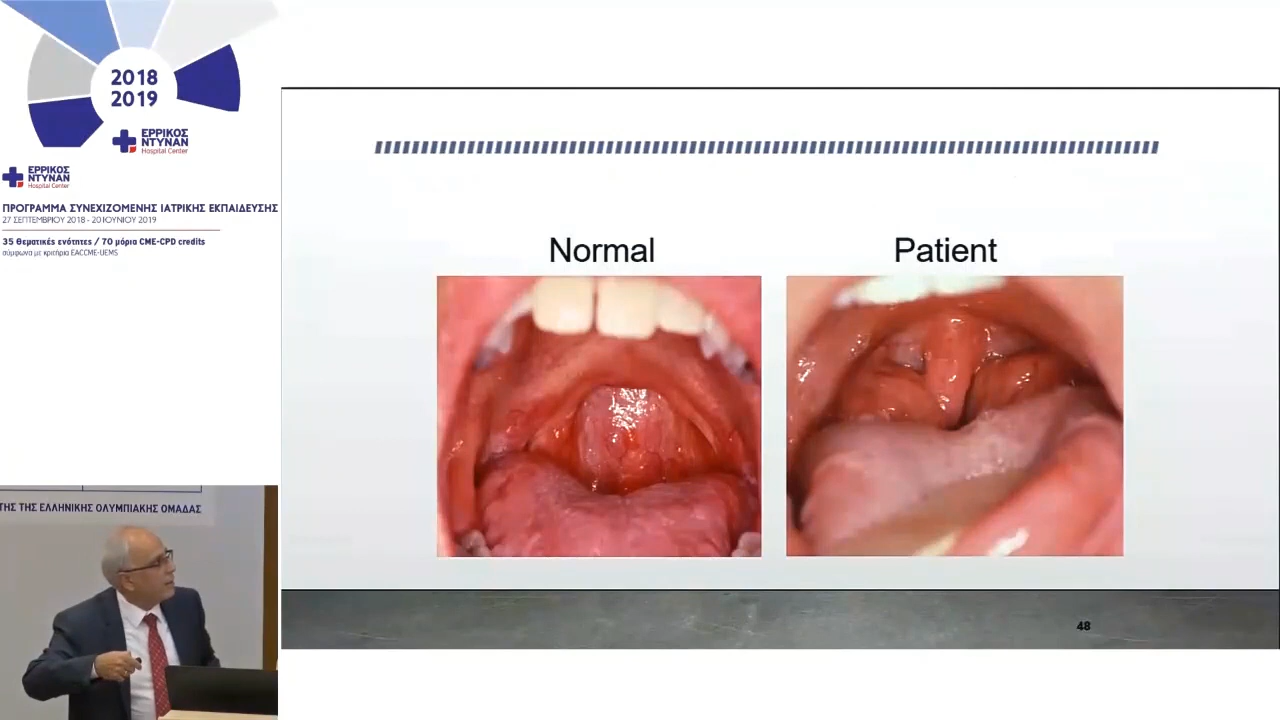 2018
2019
ΕΡΡΙΚΟΣ
ΝΤΥΝΑΝ
Hospital Center
ΕΡΡΙΚΟΣ
ΝΤΥΝΑΝ
Hospital Center
ΠΡΟΓΡΑΜΜΑ ΣΥΝΕΧΙΖΟΜΕΝΗΣ ΙΑΤΡΙΚΗΣ ΕΚΠΑΙΔΕΥΣΗΣ
27 ΣΕΠΤΕΜΒΡΙΟΥ 2018 - 20 ΙΟΥΝΙΟΥ 2019
35 Θεματικές ενότητες / 70 μόρια CME-CPD credits
σύμφωνα με κριτήρια EACCME-UEMS
Normal
Patient
ΤΗΣ ΤΗΣ ΕΛΛΗΝΙΚΗΣ ΟΛΥΜΠΙΑΚΗΣ ΟΜΑΔΑΣ
48